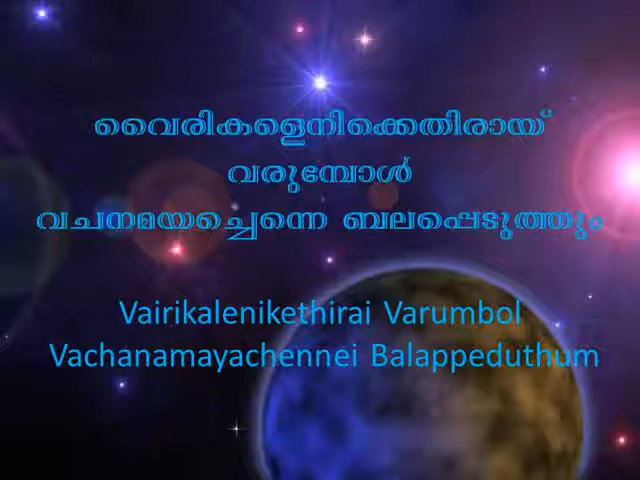 വൈരികളെനിക്കെതിരായ്
വരുമ്പോൾ
വചനമയച്ചെന്നെ ബലപ്പെടുത്തും
Vairikalenikethirai Varumbol
Vachanamayachennei Balappeduthum